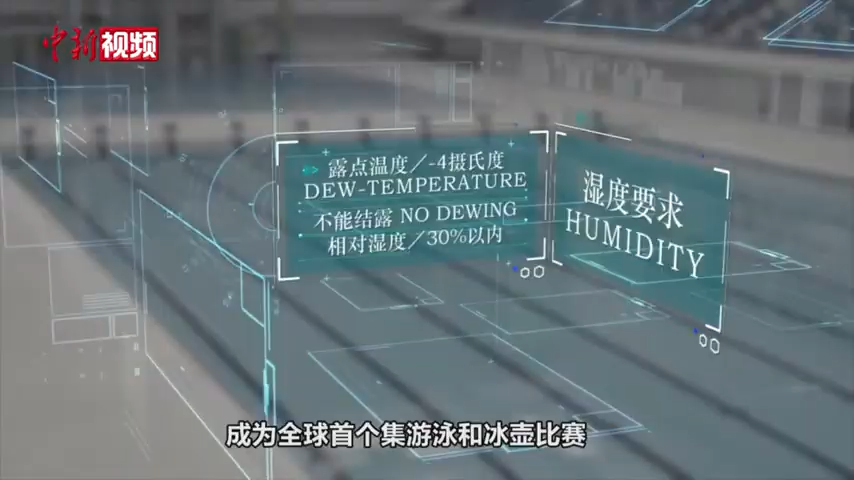 中新视频
露点温度/-4摄氏度
DEW-TEMPERATURE
不能结露 NO DEWING
相对湿度/30%以内
湿度要求
HUMIDITY
成为全球首个集游泳和冰壶比赛